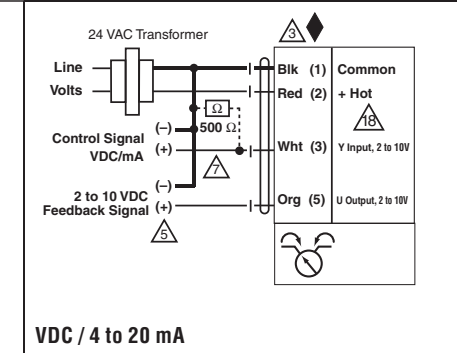 24 VAC Transformer
3
Line
Blk (1) Common
Volts
Red (2) + Hot
Ω
18
500 Ω
(–)
Control Signal
VDC/mA (+)
Wht (3) Y Input, 2 to 10V
7
(–)
2 to 10 VDC
Feedback Signal (+)
Org (5) U Output, 2 to 10V
5
VDC / 4 to 20 mA